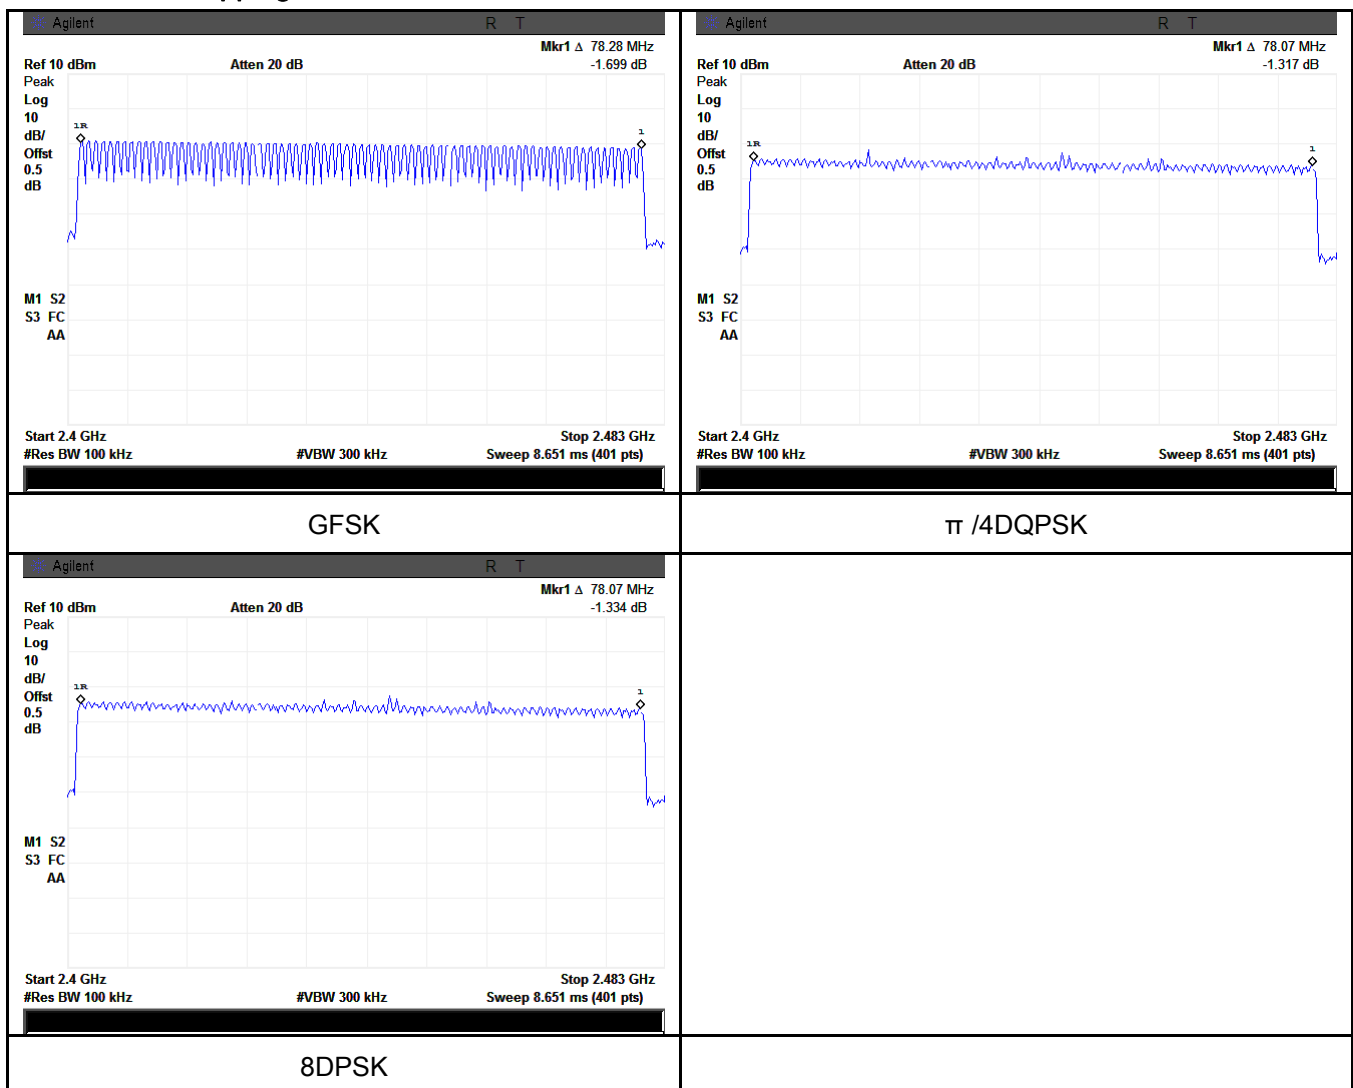 Agilent R T
Mkr1 Δ 78.28 MHz
Ref 10 dBm Atten 20 dB -1.699 dB
Peak
Log
10
dB/
Offst
0.5
dB
1R
1
M1 S2
S3 FC
AA
Start 2.4 GHz Stop 2.483 GHz
#Res BW 100 kHz #VBW 300 kHz Sweep 8.651 ms (401 pts)
GFSK
Agilent R T
Mkr1 Δ 78.07 MHz
Ref 10 dBm Atten 20 dB -1.317 dB
Peak
Log
10
dB/
Offst
0.5
dB
1R
1
M1 S2
S3 FC
AA
Start 2.4 GHz Stop 2.483 GHz
#Res BW 100 kHz #VBW 300 kHz Sweep 8.651 ms (401 pts)
π /4DQPSK
Agilent R T
Mkr1 Δ 78.07 MHz
Ref 10 dBm Atten 20 dB -1.334 dB
Peak
Log
10
dB/
Offst
0.5
dB
1R
1
M1 S2
S3 FC
AA
Start 2.4 GHz Stop 2.483 GHz
#Res BW 100 kHz #VBW 300 kHz Sweep 8.651 ms (401 pts)
8DPSK